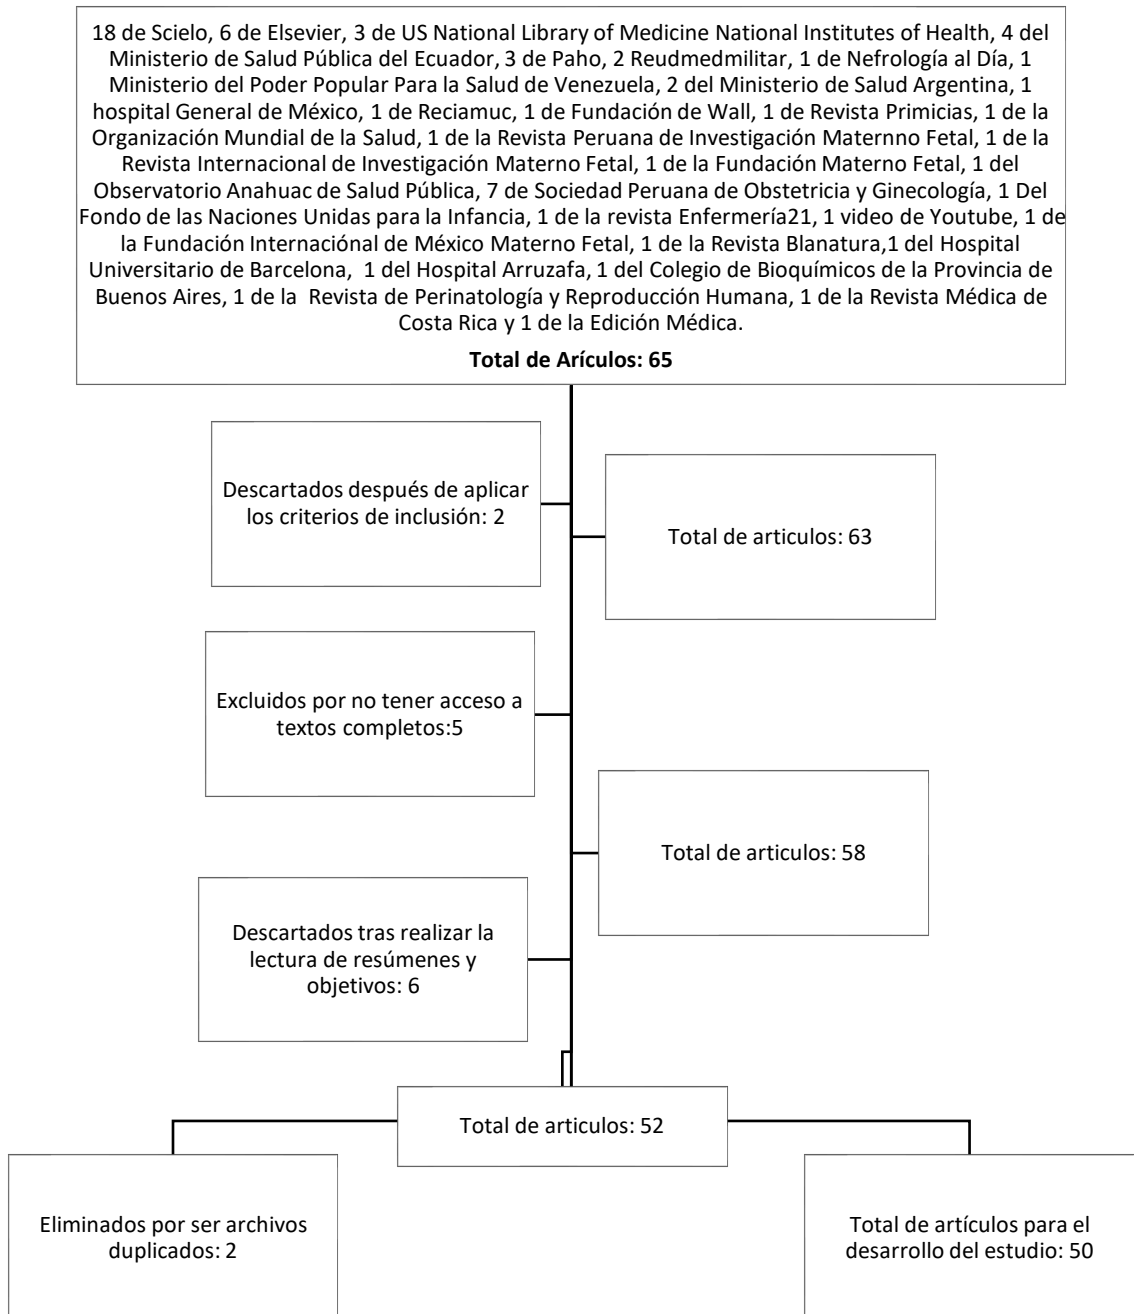 18 de Scielo, 6 de Elsevier, 3 de US National Library of Medicine National Institutes of Health, 4 del
Ministerio de Salud Pública del Ecuador, 3 de Paho, 2 Reudmedmilitar, 1 de Nefrología al Día, 1
Ministerio del Poder Popular Para la Salud de Venezuela, 2 del Ministerio de Salud Argentina, 1
hospital General de México, 1 de Reciamuc, 1 de Fundación de Wall, 1 de Revista Primicias, 1 de la
Organización Mundial de la Salud, 1 de la Revista Peruana de Investigación Maternno Fetal, 1 de la
Revista Internacional de Investigación Materno Fetal, 1 de la Fundación Materno Fetal, 1 del
Observatorio Anahuac de Salud Pública, 7 de Sociedad Peruana de Obstetricia y Ginecología, 1 Del
Fondo de las Naciones Unidas para la Infancia, 1 de la revista Enfermería21, 1 video de Youtube, 1 de
la Fundación Internaciónal de México Materno Fetal, 1 de la Revista Blanatura,1 del Hospital
Universitario de Barcelona, 1 del Hospital Arruzafa, 1 del Colegio de Bioquímicos de la Provincia de
Buenos Aires, 1 de la Revista de Perinatología y Reproducción Humana, 1 de la Revista Médica de
Costa Rica y 1 de la Edición Médica.
Total de Arículos: 65
Descartados después de aplicar
los criterios de inclusión: 2
Total de articulos: 63
Excluidos por no tener acceso a
textos completos:5
Total de articulos: 58
Descartados tras realizar la
lectura de resúmenes y
objetivos: 6
Total de articulos: 52
Eliminados por ser archivos
duplicados: 2
Total de artículos para el
desarrollo del estudio: 50